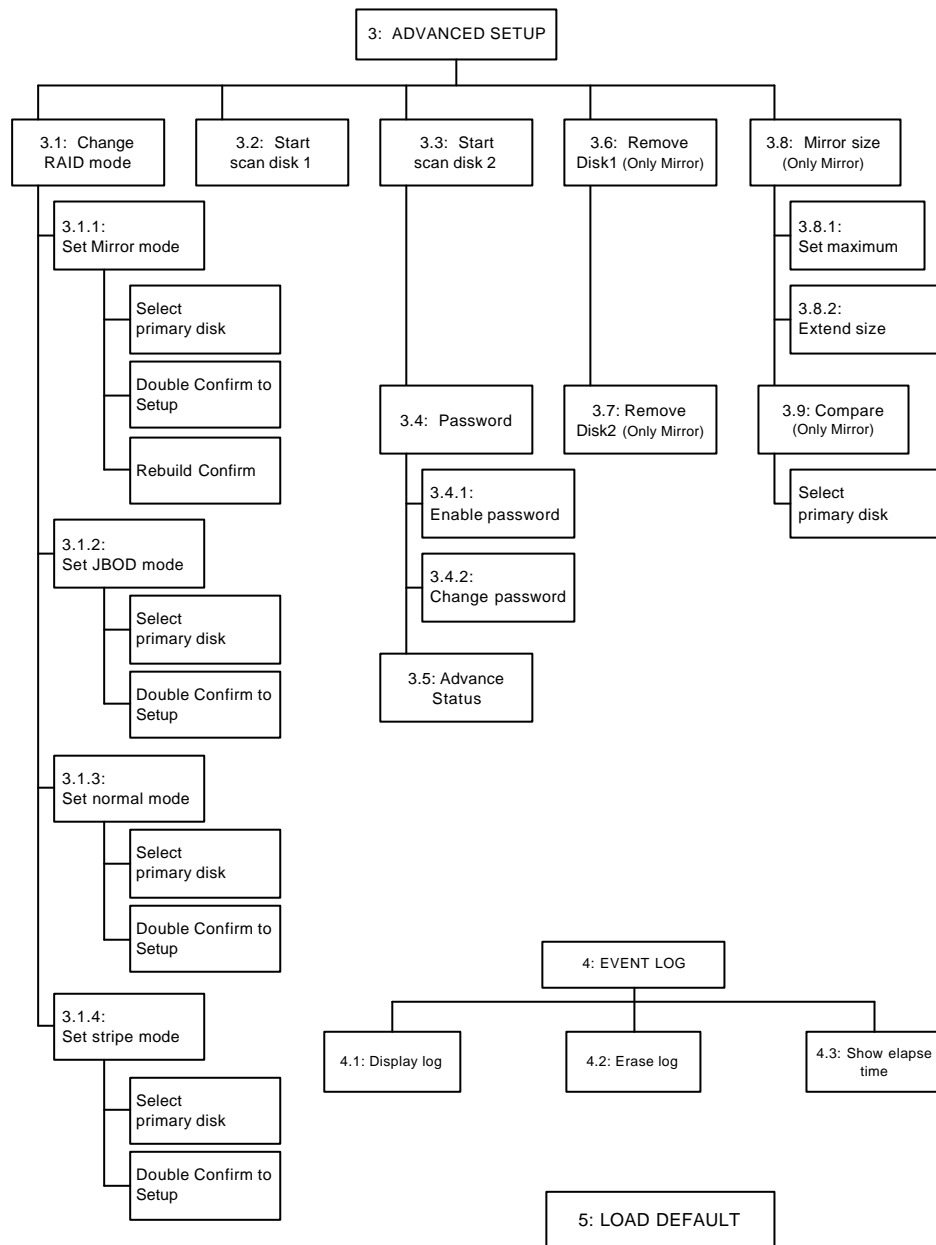 3: ADVANCED SETUP
3.1: Change
RAID mode
3.2: Start
scan disk 1
3.3: Start
scan disk 2
3.6: Remove
Disk1 (Only Mirror)
3.8: Mirror size
(Only Mirror)
3.1.1:
Set Mirror mode
Select
primary disk
Double Confirm to
Setup
Rebuild Confirm
3.1.2:
Set JBOD mode
Select
primary disk
Double Confirm to
Setup
3.1.3:
Set normal mode
Select
primary disk
Double Confirm to
Setup
3.1.4:
Set stripe mode
Select
primary disk
Double Confirm to
Setup
3.4: Password
3.4.1:
Enable password
3.4.2:
Change password
3.5: Advance
Status
3.7: Remove
Disk2 (Only Mirror)
3.8.1:
Set maximum
3.8.2:
Extend size
3.9: Compare
(Only Mirror)
Select
primary disk
4: EVENT LOG
4.1: Display log
4.2: Erase log
4.3: Show elapse
time
5: LOAD DEFAULT